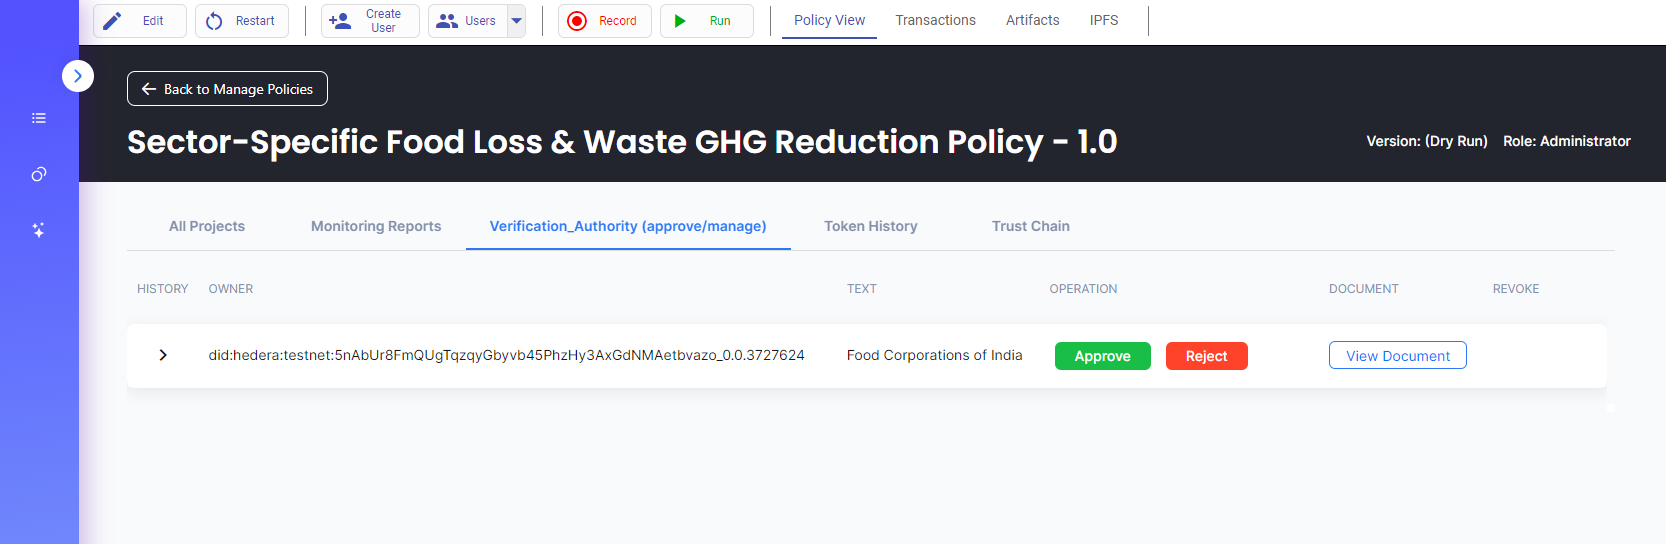 Edit
Restart
Create
User
Users
Record
Run
Policy View
Transactions
Artifacts
IPFS
Back to Manage Policies
Sector-Specific Food Loss & Waste GHG Reduction Policy - 1.0
Version: (Dry Run) Role: Administrator
All Projects
Monitoring Reports
Verification_Authority (approve/manage)
Token History
Trust Chain
HISTORY OWNER TEXT OPERATION DOCUMENT REVOKE
did:hedera:testnet:5nAbUr8FmQUgTqzqyGbyvb45PhzHy3AxGdNMAetbvazo_0.0.3727624
Food Corporations of India
Approve
Reject
View Document